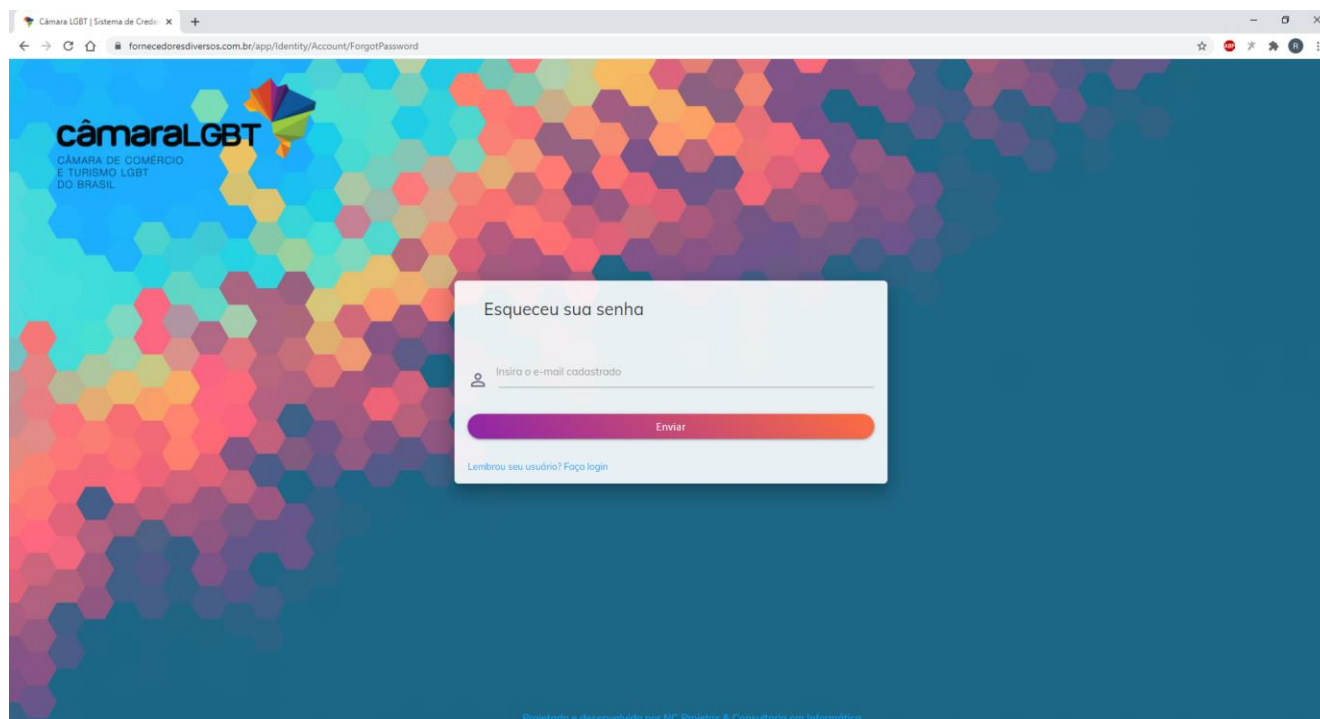 Câmara LGBT | Sistema de Crede
fornecedoresdiversos.com.br/app/Identity/Account/ForgotPassword
ABP
R
câmaraLGBT
CÂMARA DE COMÉRCIO
E TURISMO LGBT
DO BRASIL
Esqueceu sua senha
Insira o e-mail cadastrado
Enviar
Lembrou seu usuário? Faça login
Projetado e desenvolvido por NC Projetos & Consultoria em Informática